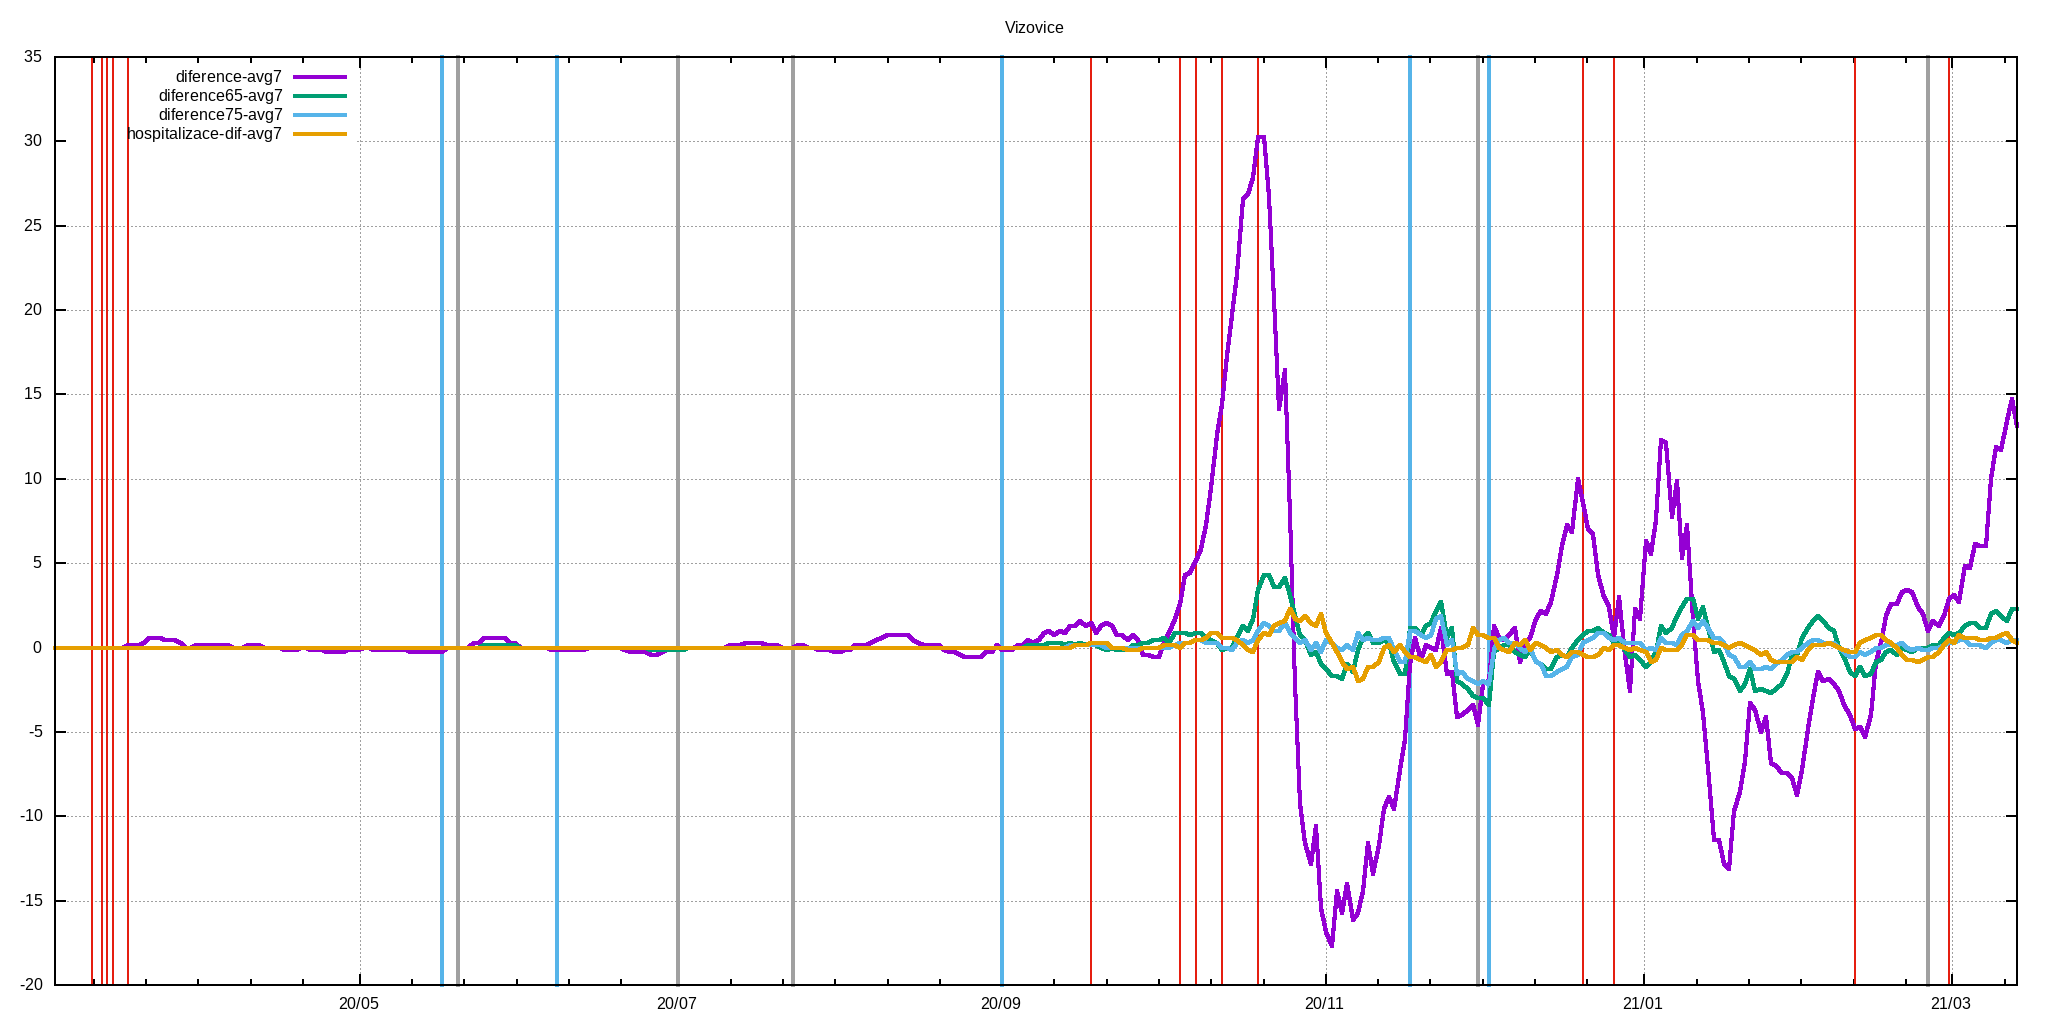 Vizovice
diference-avg7
diference65-avg7
diference75-avg7
hospitalizace-dif-avg7
35
30
25
20
15
10
5
0
-5
-10
-15
-20
20/05 20/07 20/09 20/11 21/01 21/03